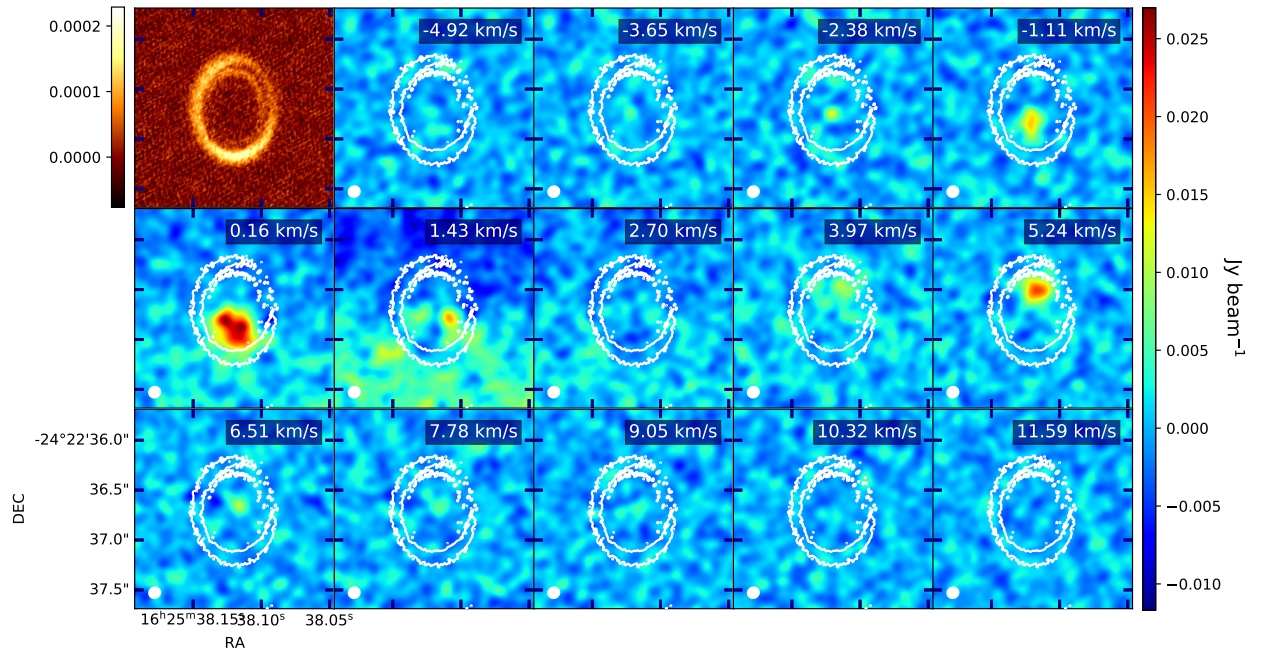 0.0002
0.0001
0.0000
-4.92 km/s
-3.65 km/s
-2.38 km/s
-1.11 km/s
0.16 km/s
1.43 km/s
2.70 km/s
3.97 km/s
5.24 km/s
6.51 km/s
7.78 km/s
9.05 km/s
10.32 km/s
11.59 km/s
-24°22'36.0"
36.5"
37.0"
37.5"
DEC
16ʰ25ᵐ38.15ˢ
38.10ˢ
38.05ˢ
RA
0.025
0.020
0.015
0.010
0.005
0.000
−0.005
−0.010
Jy beam⁻¹